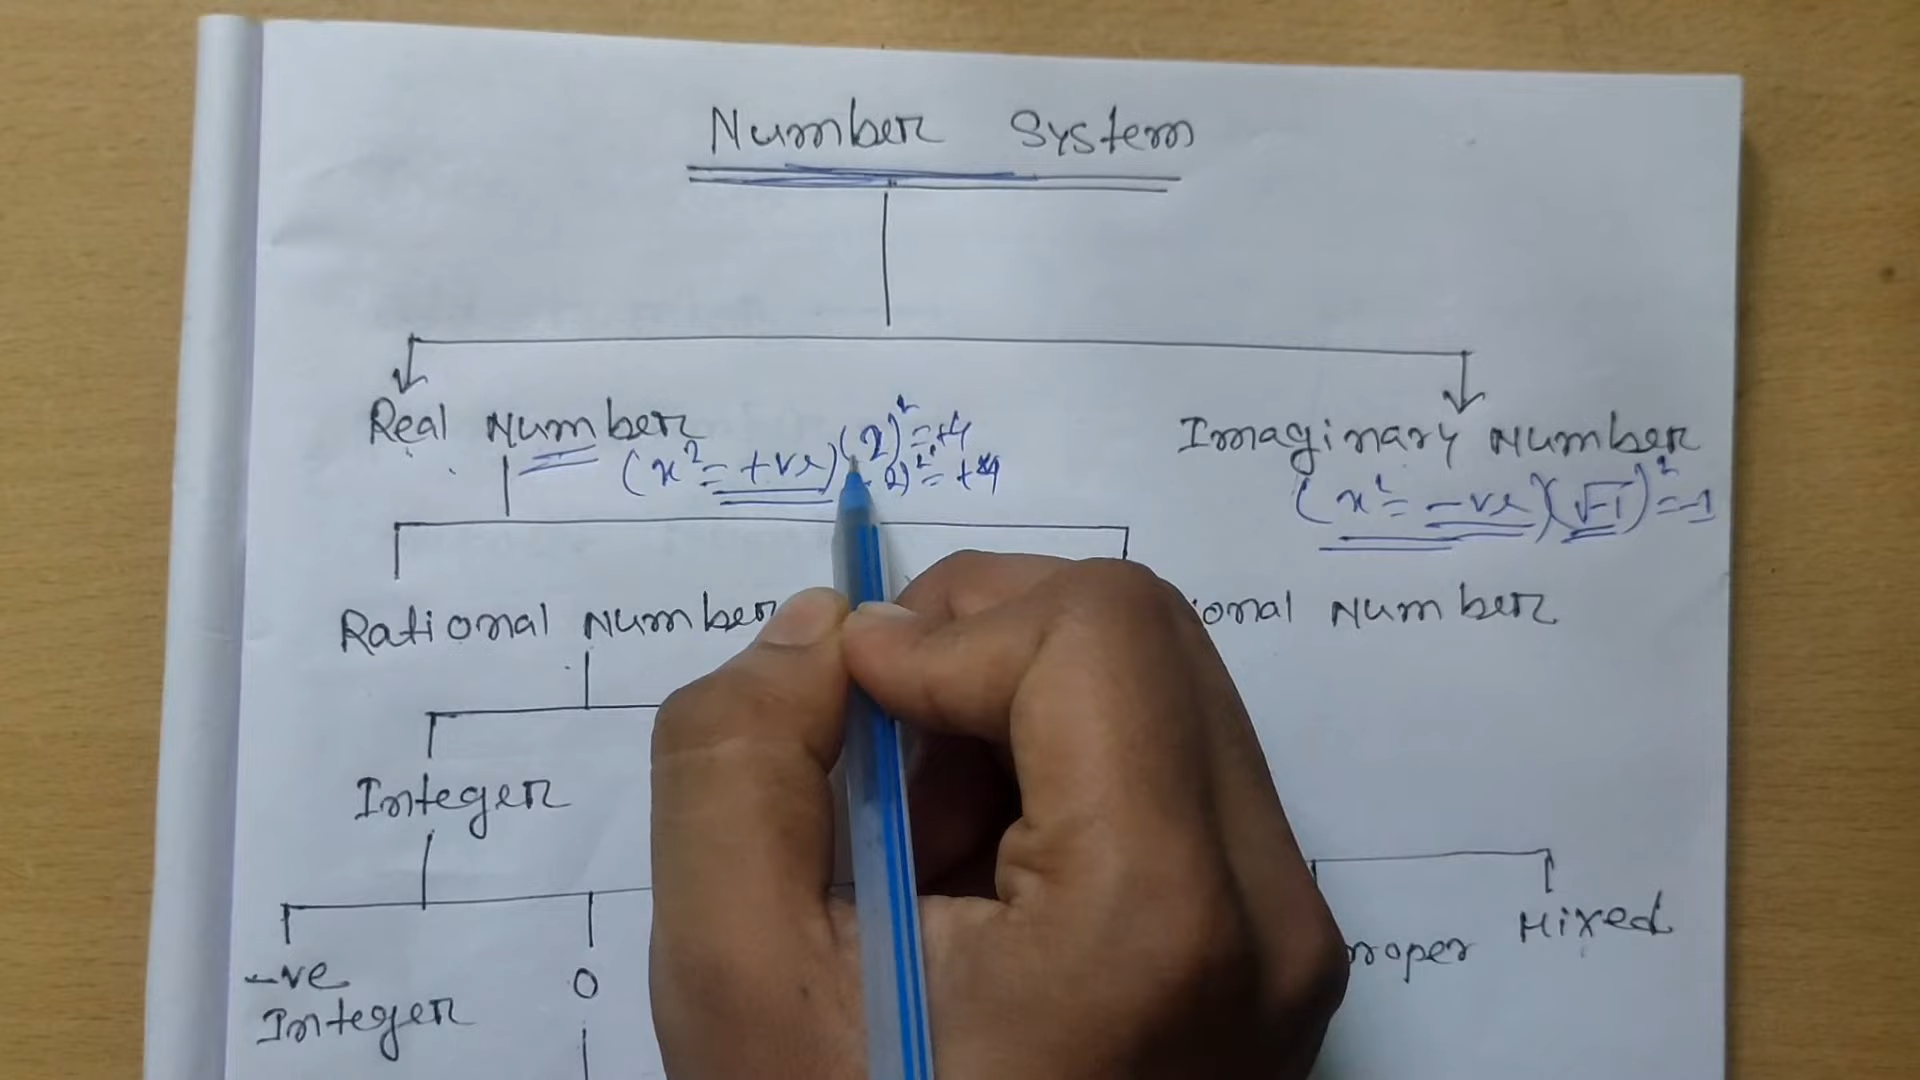 Number System
Real Number
(x² = +ve) (2)² = +4
2)² = +4
Imaginary Number
(x² = -ve) (√-1)² = -1
Rational Number
ional Number
Integer
-ve
Integer
0
roper
Mixed